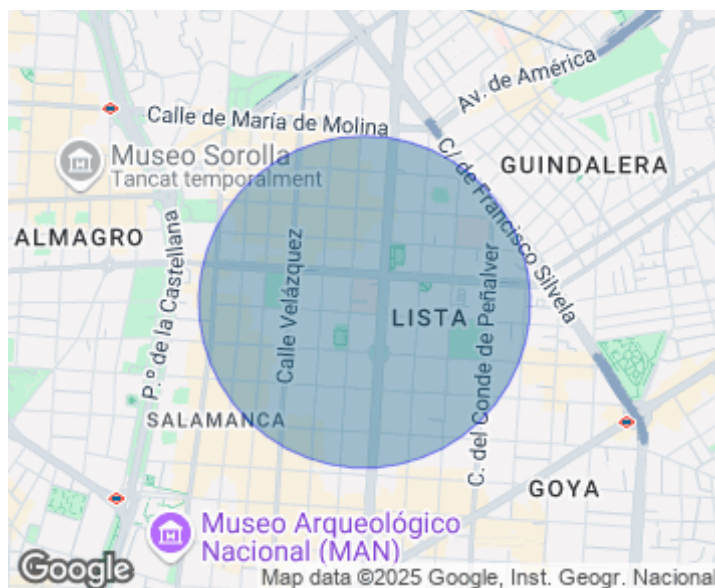 Av. de América
Calle de María de Molina
Museo Sorolla
Tancat temporalment
C/ de Francisco Silvela
GUINDALERA
ALMAGRO
P.º de la Castellana
Calle Velázquez
LISTA
C. del Conde de Peñalver
SALAMANCA
GOYA
Museo Arqueológico
Nacional (MAN)
Google
Map data ©2025 Google, Inst. Geogr. Nacional